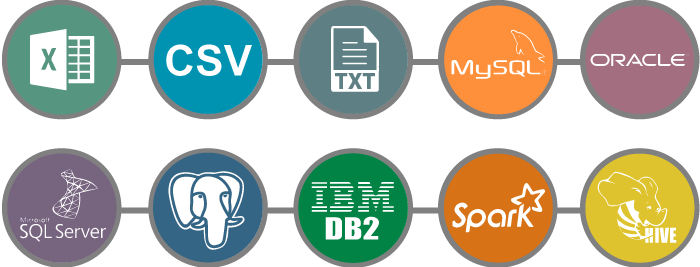 X
CSV
TXT
MySQL
ORACLE
Microsoft
SQL Server
IBM
DB2
Spark
HIVE